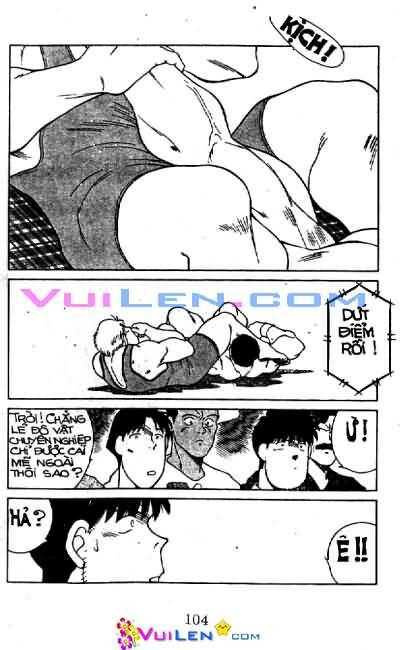 KỊCH!
VUILEN.COM
DỨT
ĐIỂM
RỒI!
TRỜI! CHẲNG
LẼ ĐÔ VẬT
CHUYÊN NGHIỆP
CHỈ ĐƯỢC CÁI
MẼ NGOÀI
THÔI SAO?
Ử!
HẢ?
Ê!!
104
VUILEN.COM